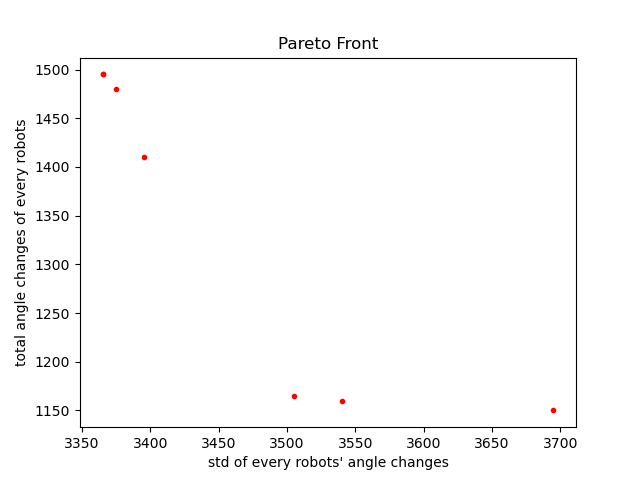 Pareto Front
total angle changes of every robots
1500
1450
1400
1350
1300
1250
1200
1150
3350 3400 3450 3500 3550 3600 3650 3700
std of every robots' angle changes